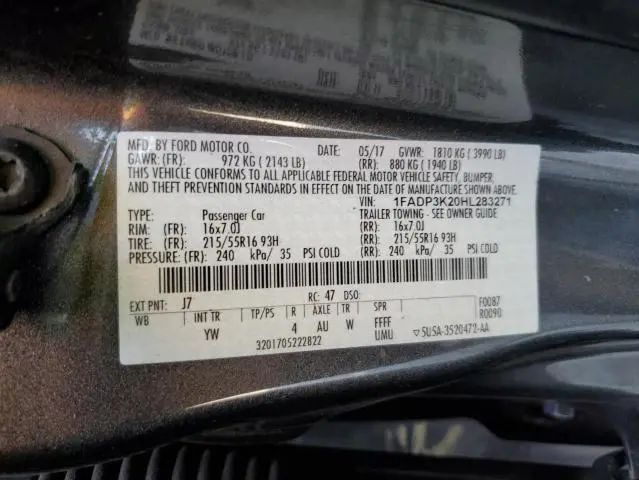 MFD. BY FORD MOTOR CO. DATE: 05/17 GVWR: 1810 KG ( 3990 LB)
GAWR: (FR): 972 KG ( 2143 LB) (RR): 880 KG ( 1940 LB)
THIS VEHICLE CONFORMS TO ALL APPLICABLE FEDERAL MOTOR VEHICLE SAFETY, BUMPER,
AND THEFT PREVENTION STANDARDS IN EFFECT ON THE DATE OF MANUFACTURE SHOWN ABOVE.
VIN: 1FADP3K20HL283271
TYPE: Passenger Car TRAILER TOWING - SEE OWNER GUIDE
RIM: (FR): 16x7.0J (RR): 16x7.0J
TIRE: (FR): 215/55R16 93H (RR): 215/55R16 93H
PRESSURE: (FR): 240 kPa/ 35 PSI COLD (RR): 240 kPa/ 35 PSI COLD
EXT PNT: J7 RC: 47 DSO: F0087
WB INT TR TP/PS R AXLE TR SPR R0090
YW 4 AU W FFFF
UMU
3201705222822 ▽5USA-3520472-AA